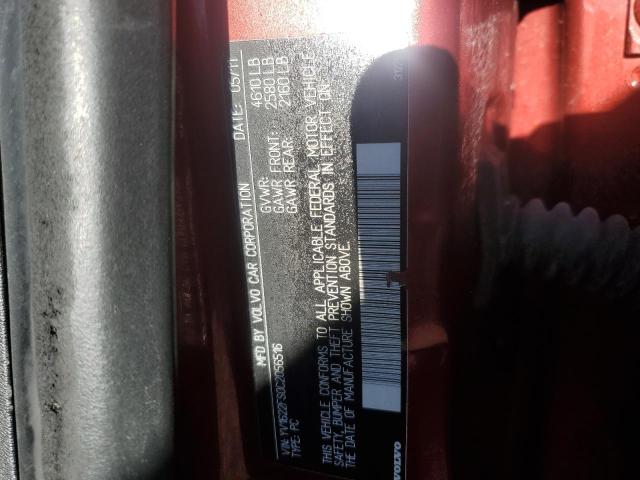 MFD BY VOLVO CAR CORPORATION DATE: 05/11
GVWR: 4610 LB
GAWR FRONT: 2580 LB
GAWR REAR: 2160 LB
TYPE: PC
THIS VEHICLE CONFORMS TO ALL APPLICABLE FEDERAL MOTOR VEHICLE
SAFETY, BUMPER AND THEFT PREVENTION STANDARDS IN EFFECT ON
THE DATE OF MANUFACTURE SHOWN ABOVE.
VOLVO